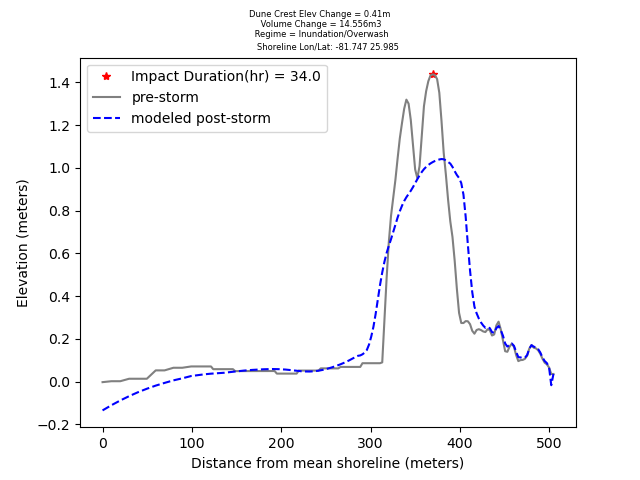 Dune Crest Elev Change = 0.41m
Volume Change = 14.556m3
Regime = Inundation/Overwash
Shoreline Lon/Lat: -81.747 25.985
Impact Duration(hr) = 34.0
pre-storm
modeled post-storm
1.4
1.2
1.0
0.8
0.6
0.4
0.2
0.0
−0.2
Elevation (meters)
0 100 200 300 400 500
Distance from mean shoreline (meters)